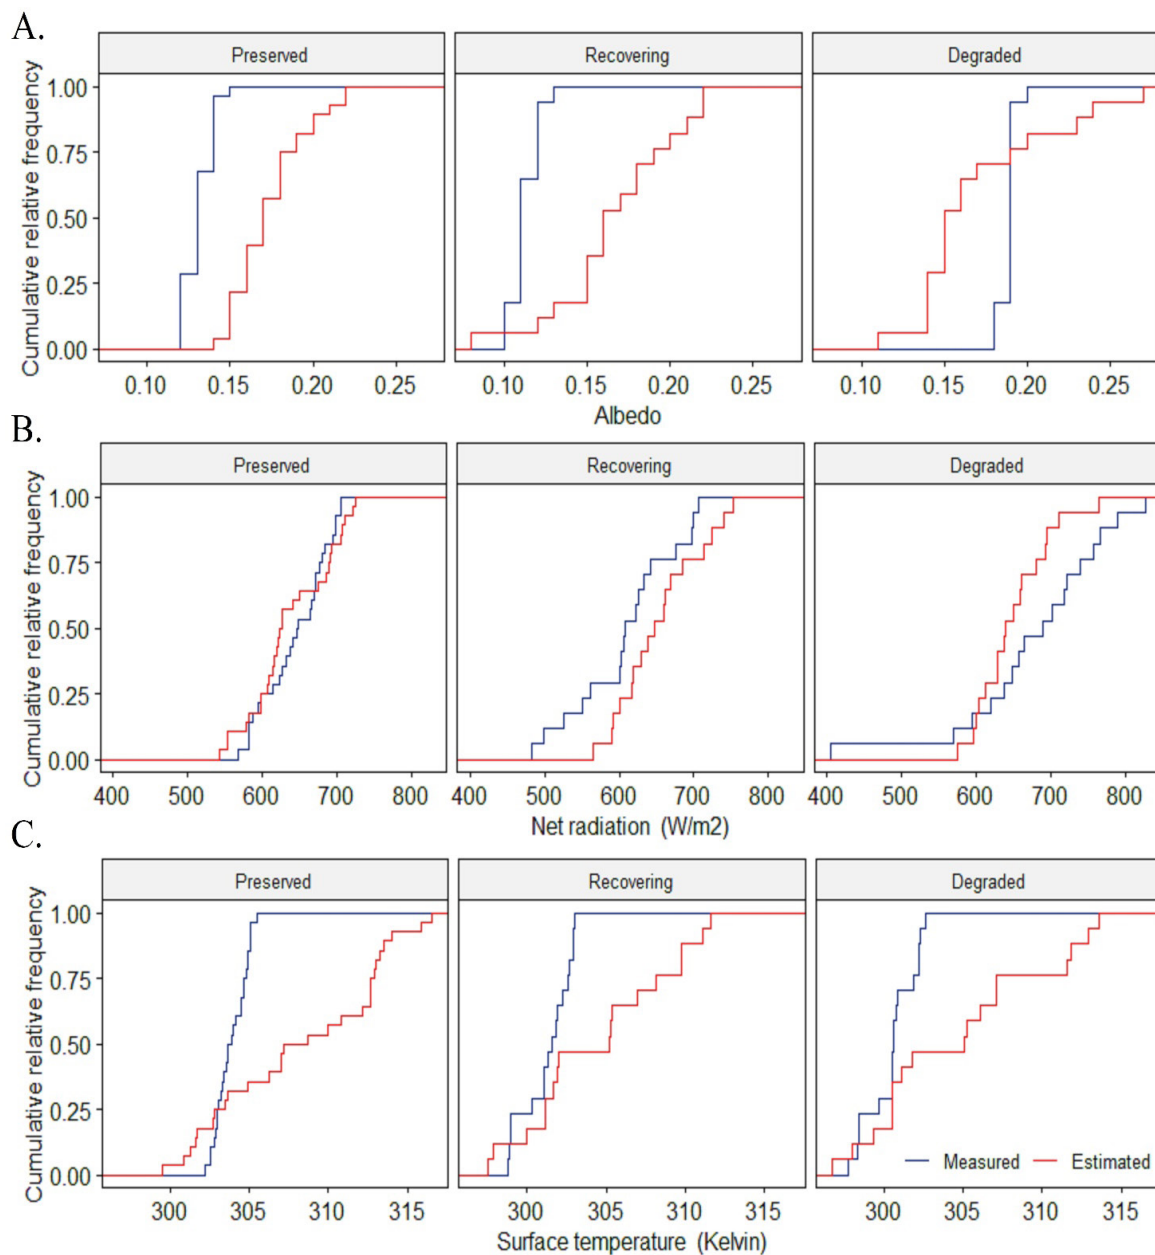 A.
Preserved Recovering Degraded
Cumulative relative frequency
1.00
0.75
0.50
0.25
0.00
0.10 0.15 0.20 0.25 0.10 0.15 0.20 0.25 0.10 0.15 0.20 0.25
Albedo
B.
Preserved Recovering Degraded
Cumulative relative frequency
1.00
0.75
0.50
0.25
0.00
400 500 600 700 800 400 500 600 700 800 400 500 600 700 800
Net radiation (W/m2)
C.
Preserved Recovering Degraded
Cumulative relative frequency
1.00
0.75
0.50
0.25
0.00
Measured Estimated
300 305 310 315 300 305 310 315 300 305 310 315
Surface temperature (Kelvin)